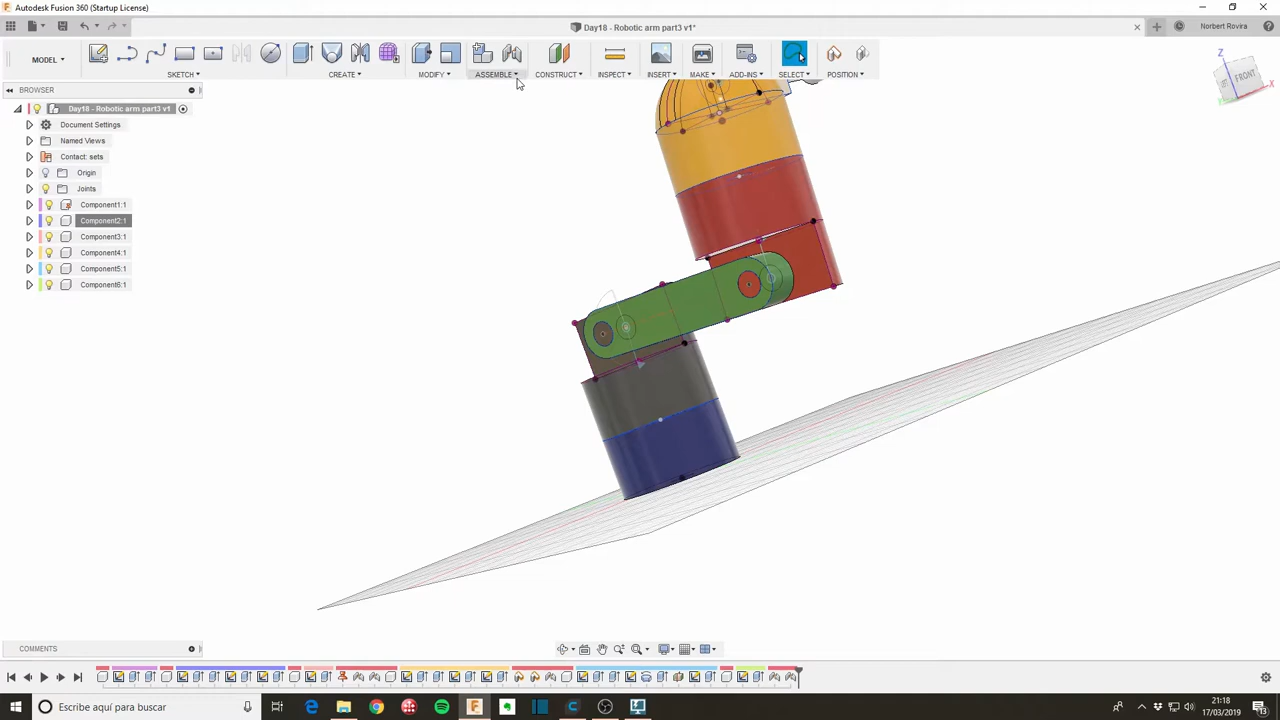 Autodesk Fusion 360 (Startup License)
Day18 - Robotic arm part3 v1*
Norbert Rovira
MODEL
SKETCH
CREATE
MODIFY
ASSEMBLE
CONSTRUCT
INSPECT
INSERT
MAKE
ADD-INS
SELECT
POSITION
BROWSER
Day18 - Robotic arm part3 v1
Document Settings
Named Views
Contact: sets
Origin
Joints
Component1:1
Component2:1
Component3:1
Component4:1
Component5:1
Component6:1
Z
FRONT
X
COMMENTS
Escribe aquí para buscar
21:18
17/03/2019